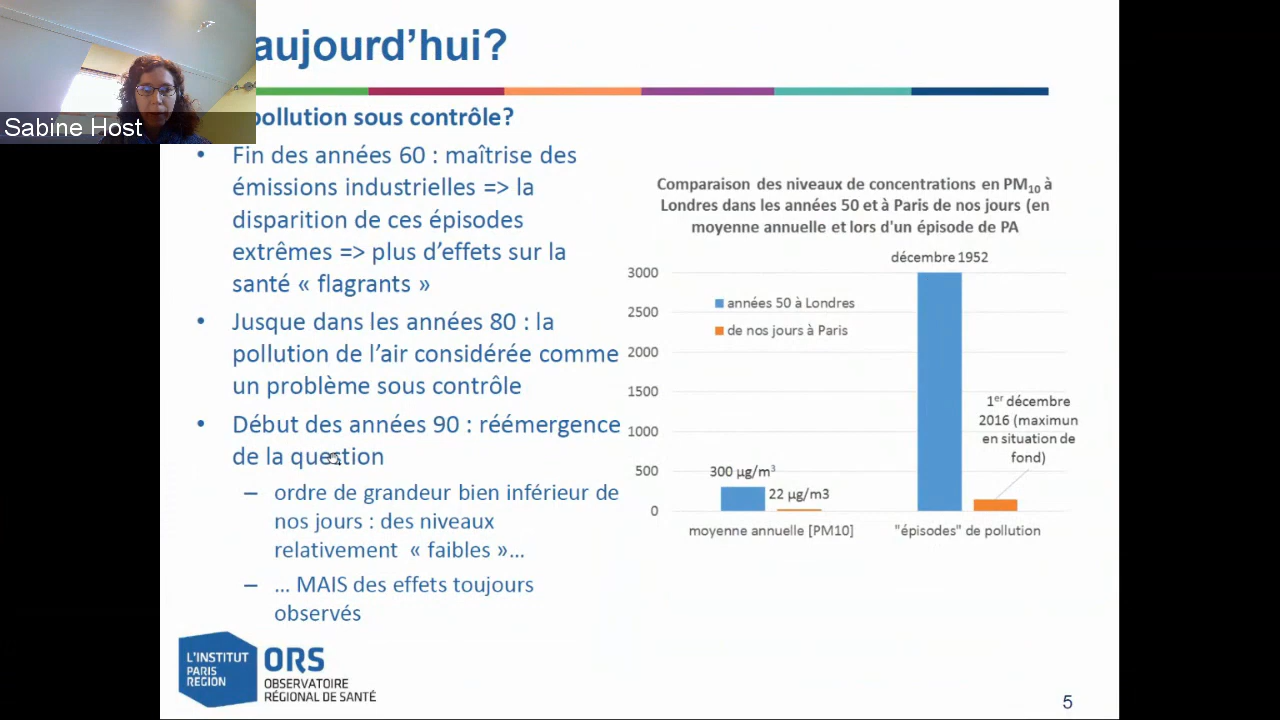 aujourd'hui?
Sabine Host
pollution sous contrôle?
• Fin des années 60 : maîtrise des
émissions industrielles => la
disparition de ces épisodes
extrêmes => plus d'effets sur la
santé « flagrants »
• Jusque dans les années 80 : la
pollution de l'air considérée comme
un problème sous contrôle
• Début des années 90 : réémergence
de la question
– ordre de grandeur bien inférieur de
nos jours : des niveaux
relativement « faibles »…
– … MAIS des effets toujours
observés
Comparaison des niveaux de concentrations en PM10 à
Londres dans les années 50 et à Paris de nos jours (en
moyenne annuelle et lors d'un épisode de PA
décembre 1952
3000
2500
2000
1500
1000
500
0
années 50 à Londres
de nos jours à Paris
1er décembre
2016 (maximun
en situation de
fond)
300 µg/m³
22 µg/m3
moyenne annuelle [PM10]
"épisodes" de pollution
L'INSTITUT
PARIS
REGION
ORS
OBSERVATOIRE
RÉGIONAL DE SANTÉ
5